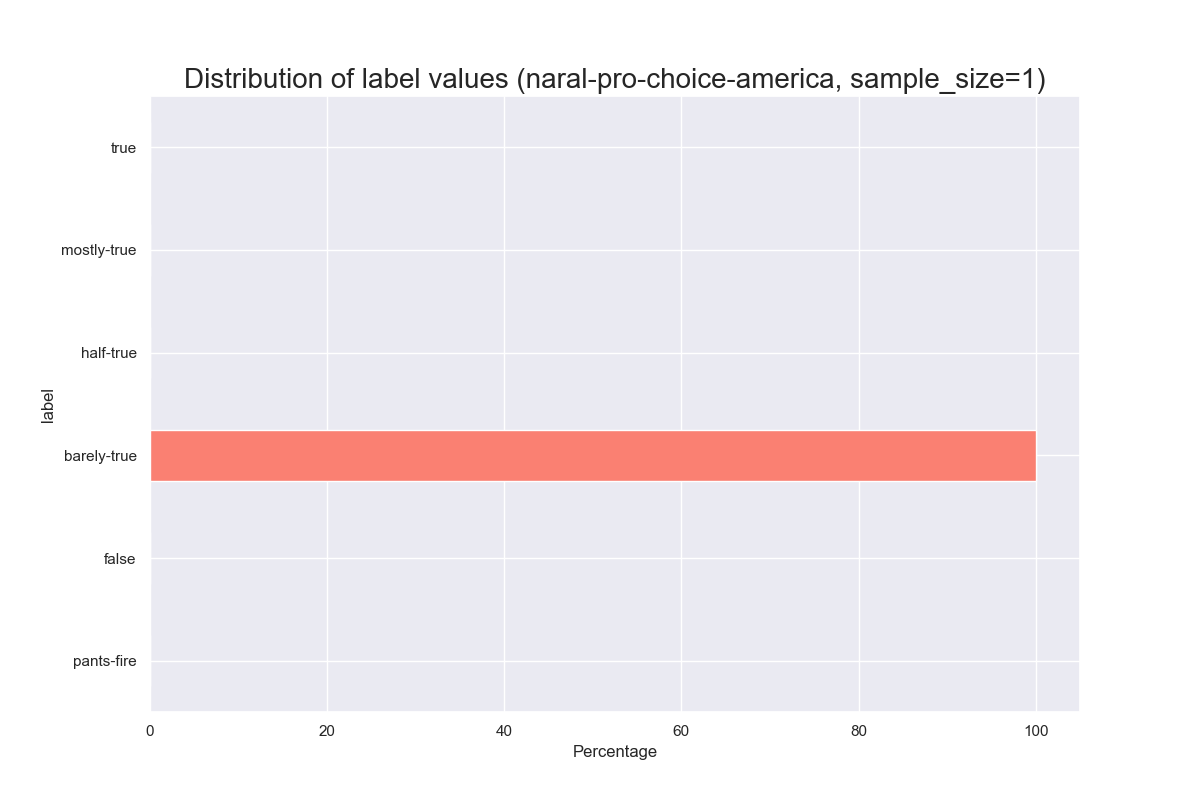 Distribution of label values (naral-pro-choice-america, sample_size=1)
true
mostly-true
half-true
label
barely-true
false
pants-fire
0 20 40 60 80 100
Percentage